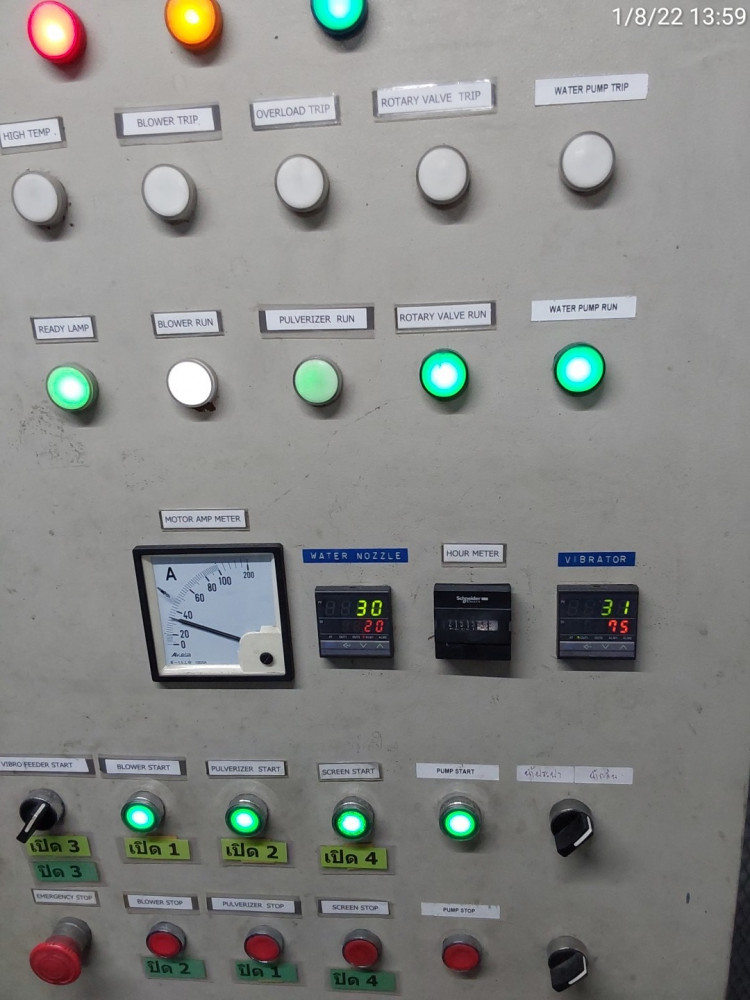 1/8/22 13:59
HIGH TEMP.
BLOWER TRIP.
OVERLOAD TRIP
ROTARY VALVE TRIP
WATER PUMP TRIP
READY LAMP
BLOWER RUN
PULVERIZER RUN
ROTARY VALVE RUN
WATER PUMP RUN
MOTOR AMP METER
WATER NOZZLE
HOUR METER
VIBRATOR
A
0
20
40
60
80
100
200
30
20
Schneider
31
75
VIBRO FEEDER START
BLOWER START
PULVERIZER START
SCREEN START
PUMP START
เปิด 3
ปิด 3
เปิด 1
เปิด 2
เปิด 4
EMERGENCY STOP
BLOWER STOP
PULVERIZER STOP
SCREEN STOP
PUMP STOP
ปิด 2
ปิด 1
ปิด 4